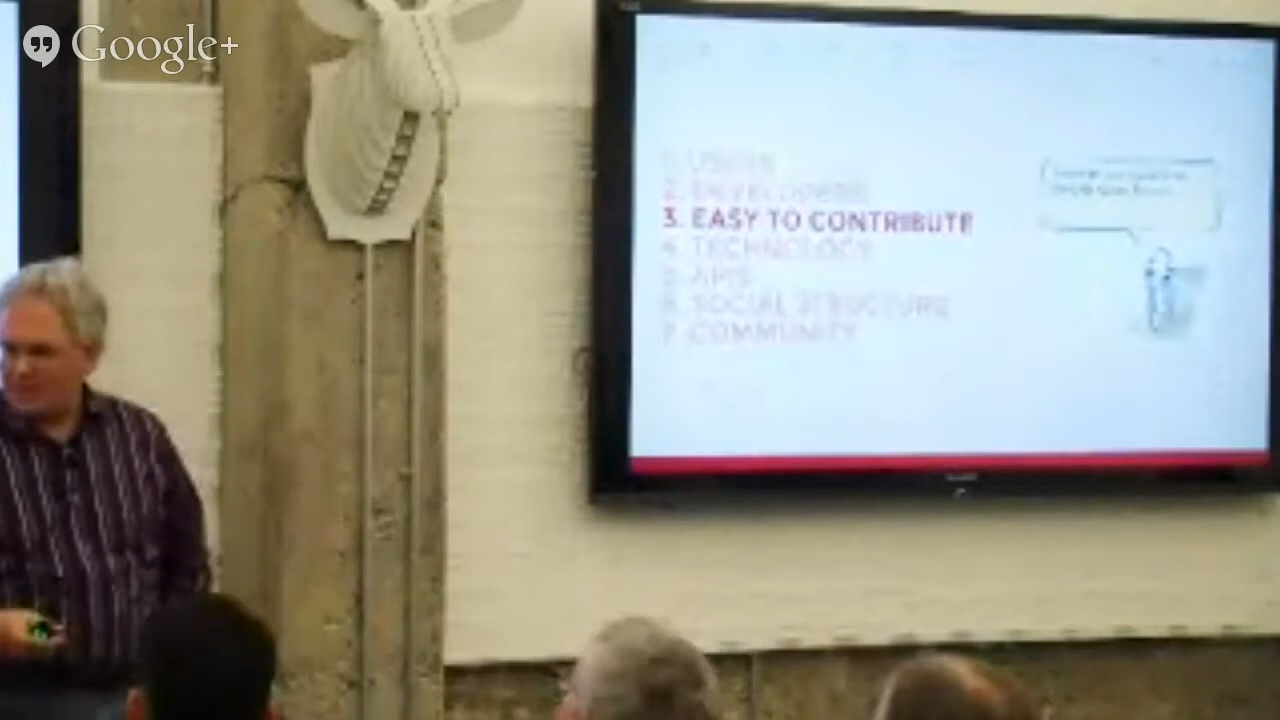 Google+
1. USERS
2. DEVELOPERS
3. EASY TO CONTRIBUTE
4. TECHNOLOGY
5. APIS
6. SOCIAL STRUCTURE
7. COMMUNITY